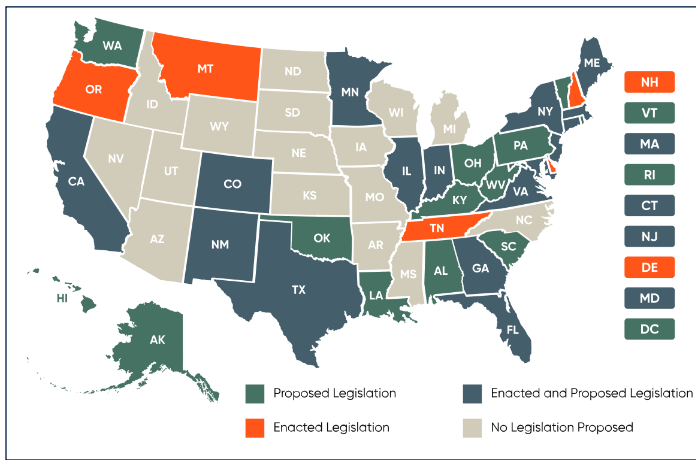 WA
ME
MT
ND
MN
OR
NH
ID
SD
WI
NY
VT
WY
MI
MA
IA
PA
NE
OH
RI
NV
IL
IN
UT
WV
CT
CA
CO
VA
KS
MO
KY
NJ
NC
TN
DE
AZ
OK
NM
AR
SC
MD
MS
AL
GA
DC
TX
LA
HI
FL
AK
Proposed Legislation
Enacted and Proposed Legislation
Enacted Legislation
No Legislation Proposed